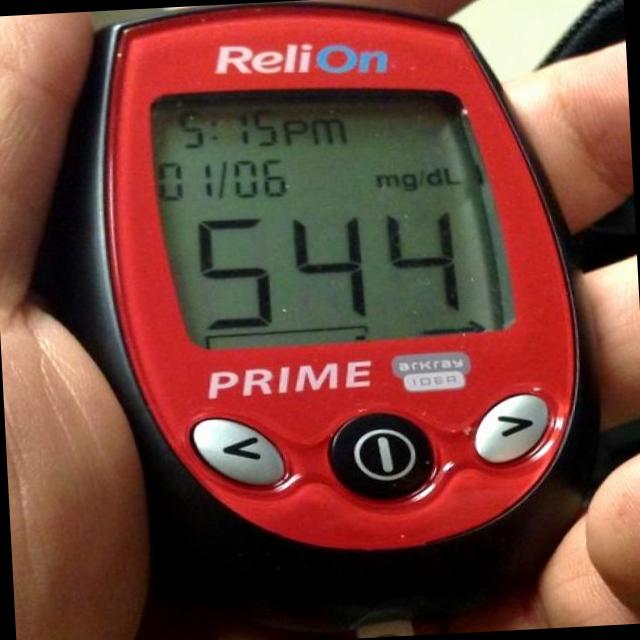 ReliOn
5:15PM
01/06
mg/dL
544
PRIME
arkray
IDEA
< >